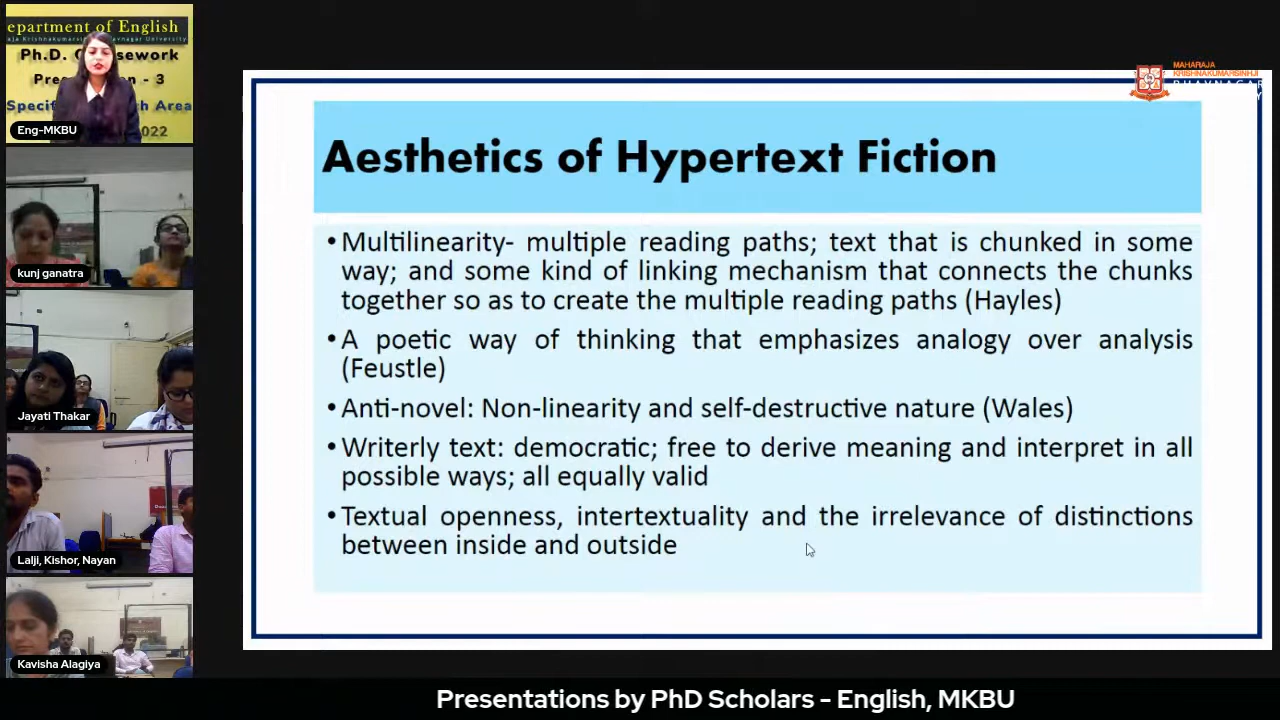 epartment of English
Ph.D. C sework
Pre n - 3
Specif h Area
2022
Eng-MKBU
kunj ganatra
Jayati Thakar
Lalji, Kishor, Nayan
Kavisha Alagiya
MAHARAJA
KRISHNAKUMARSINHJI
BHAVNAGAR
Aesthetics of Hypertext Fiction
•Multilinearity- multiple reading paths; text that is chunked in some
way; and some kind of linking mechanism that connects the chunks
together so as to create the multiple reading paths (Hayles)
•A poetic way of thinking that emphasizes analogy over analysis
(Feustle)
•Anti-novel: Non-linearity and self-destructive nature (Wales)
•Writerly text: democratic; free to derive meaning and interpret in all
possible ways; all equally valid
•Textual openness, intertextuality and the irrelevance of distinctions
between inside and outside
Presentations by PhD Scholars - English, MKBU